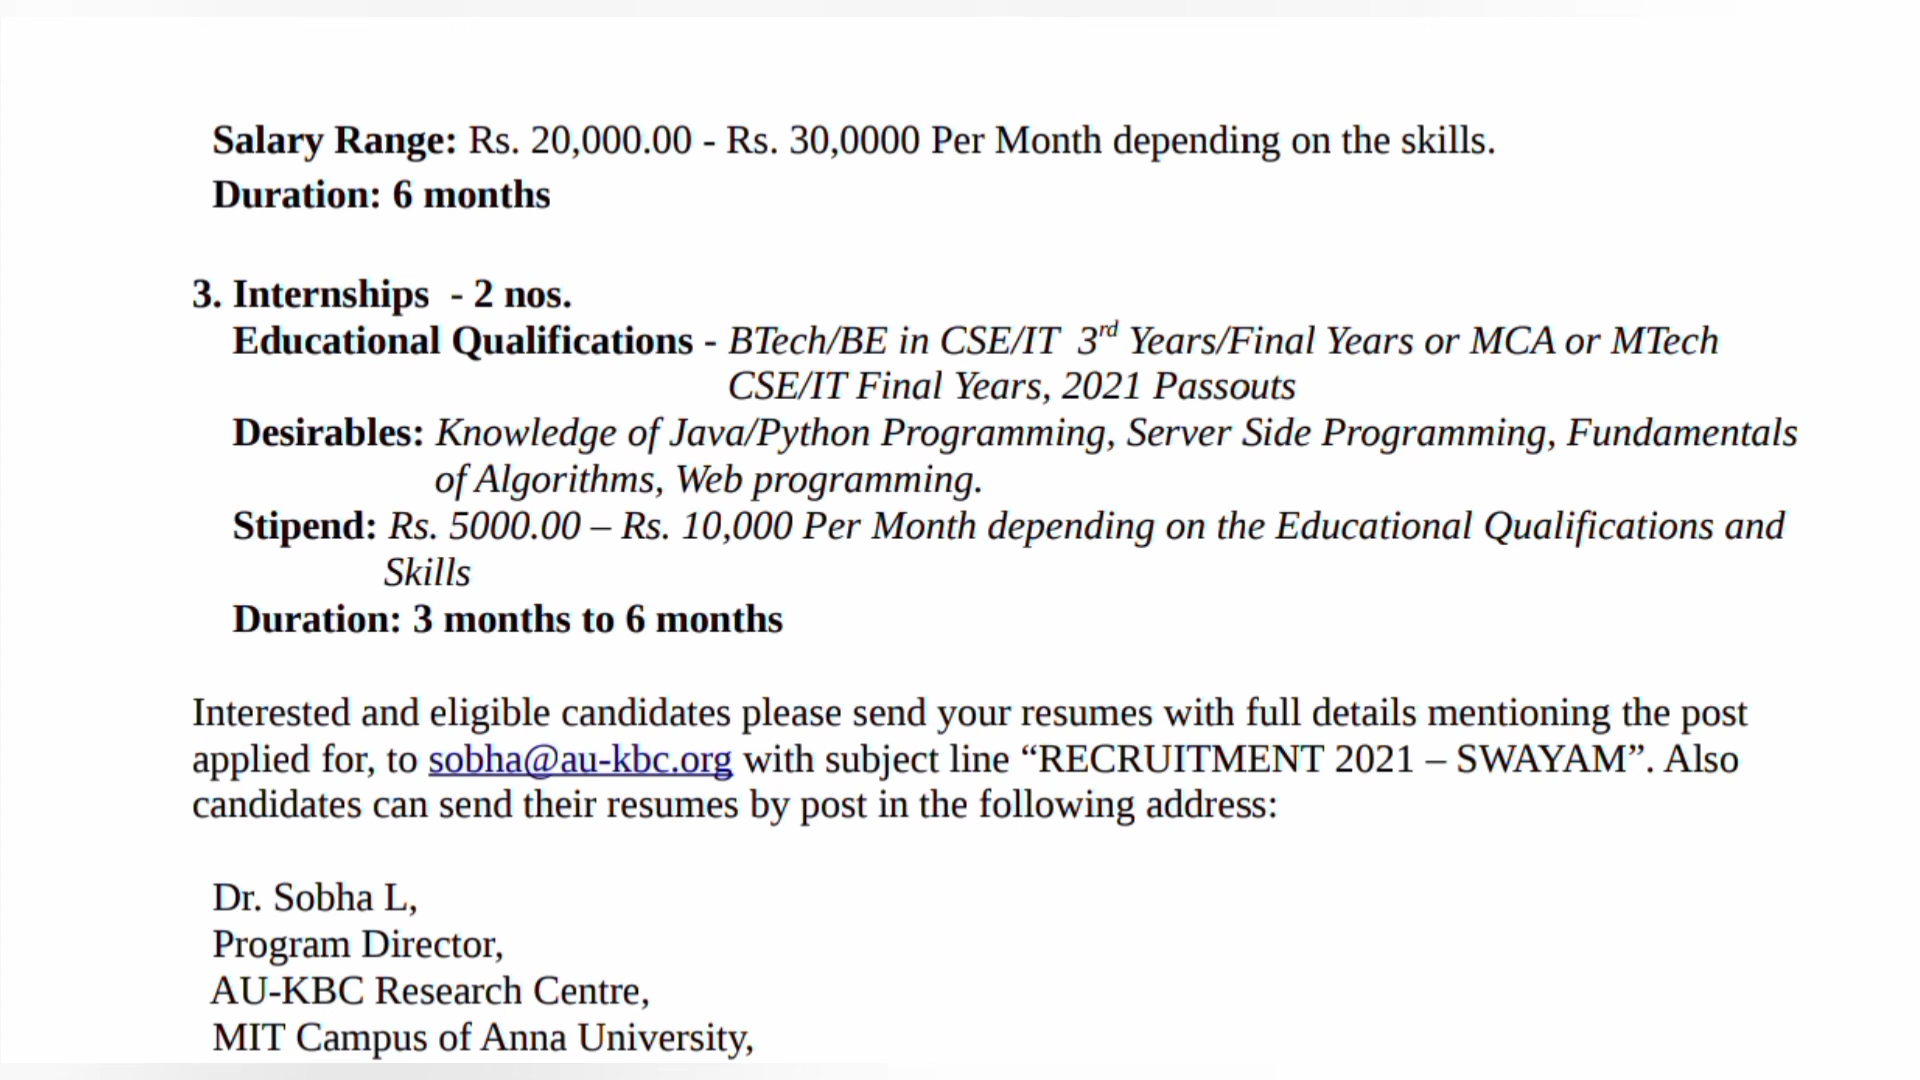 Salary Range: Rs. 20,000.00 - Rs. 30,0000 Per Month depending on the skills.
Duration: 6 months
3. Internships - 2 nos.
Educational Qualifications - BTech/BE in CSE/IT 3rd Years/Final Years or MCA or MTech
CSE/IT Final Years, 2021 Passouts
Desirables: Knowledge of Java/Python Programming, Server Side Programming, Fundamentals
of Algorithms, Web programming.
Stipend: Rs. 5000.00 – Rs. 10,000 Per Month depending on the Educational Qualifications and
Skills
Duration: 3 months to 6 months
Interested and eligible candidates please send your resumes with full details mentioning the post
applied for, to sobha@au-kbc.org with subject line “RECRUITMENT 2021 – SWAYAM”. Also
candidates can send their resumes by post in the following address:
Dr. Sobha L,
Program Director,
AU-KBC Research Centre,
MIT Campus of Anna University,